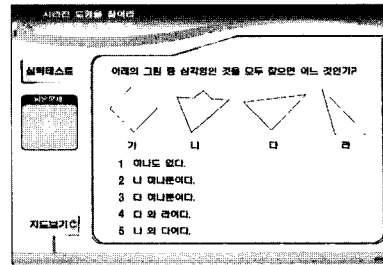 사라진 도형을 찾아라
실력테스트
아래의 그림 중 삼각형인 것을 모두 찾으면 어느 것인가?
가 나 다 라
1 하나도 없다.
2 나 하나뿐이다.
3 다 하나뿐이다.
4 다 와 라이다.
5 나 와 다이다.
지도보기